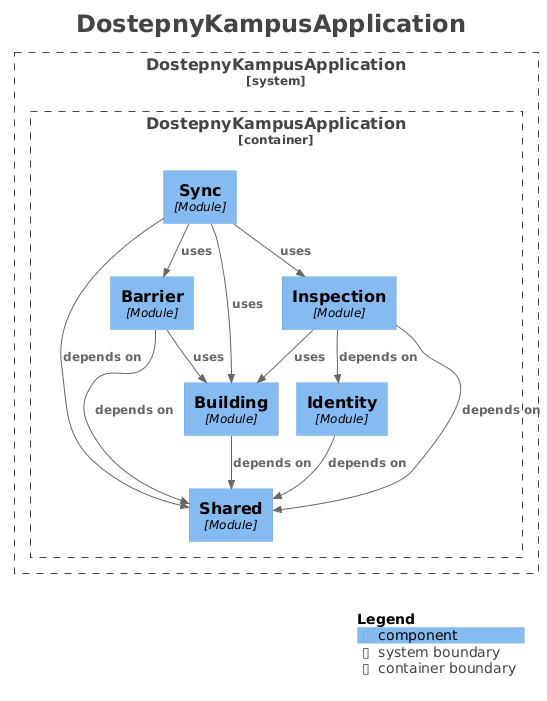 DostepnyKampusApplication
DostepnyKampusApplication
[system]
DostepnyKampusApplication
[container]
Sync
[Module]
uses
uses
uses
Barrier
[Module]
Inspection
[Module]
depends on
uses
uses
depends on
depends on
depends on
Building
[Module]
Identity
[Module]
depends on
depends on
Shared
[Module]
Legend
component
system boundary
container boundary